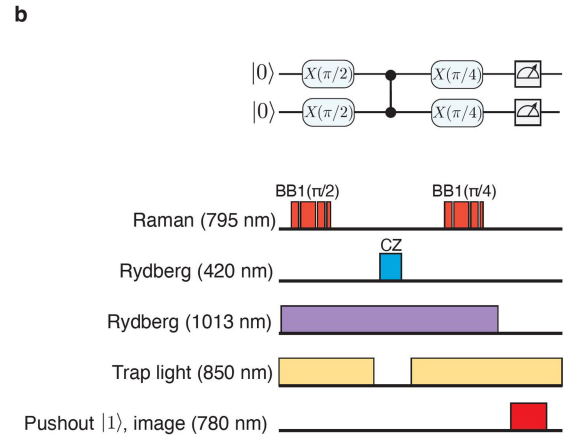 b
|0⟩ X(π/2) X(π/4)
|0⟩ X(π/2) X(π/4)
BB1(π/2) BB1(π/4)
Raman (795 nm)
CZ
Rydberg (420 nm)
Rydberg (1013 nm)
Trap light (850 nm)
Pushout |1⟩, image (780 nm)